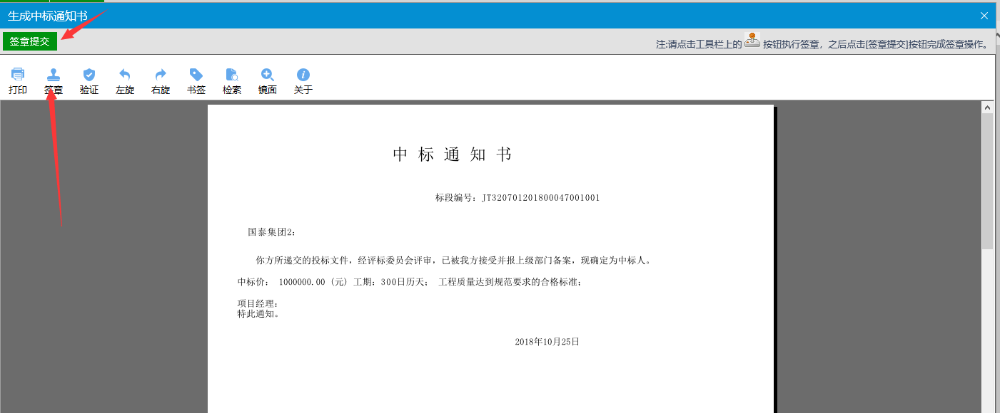 生成中标通知书
签章提交
注:请点击工具栏上的 按钮执行签章，之后点击[签章提交]按钮完成签章操作。
打印 签章 验证 左旋 右旋 书签 检索 镜面 关于
中 标 通 知 书
标段编号：JT320701201800047001001
国泰集团2：
你方所递交的投标文件，经评标委员会评审，已被我方接受并报上级部门备案，现确定为中标人。
中标价； 1000000.00 (元) 工期：300日历天； 工程质量达到规范要求的合格标准；
项目经理：
特此通知。
2018年10月25日